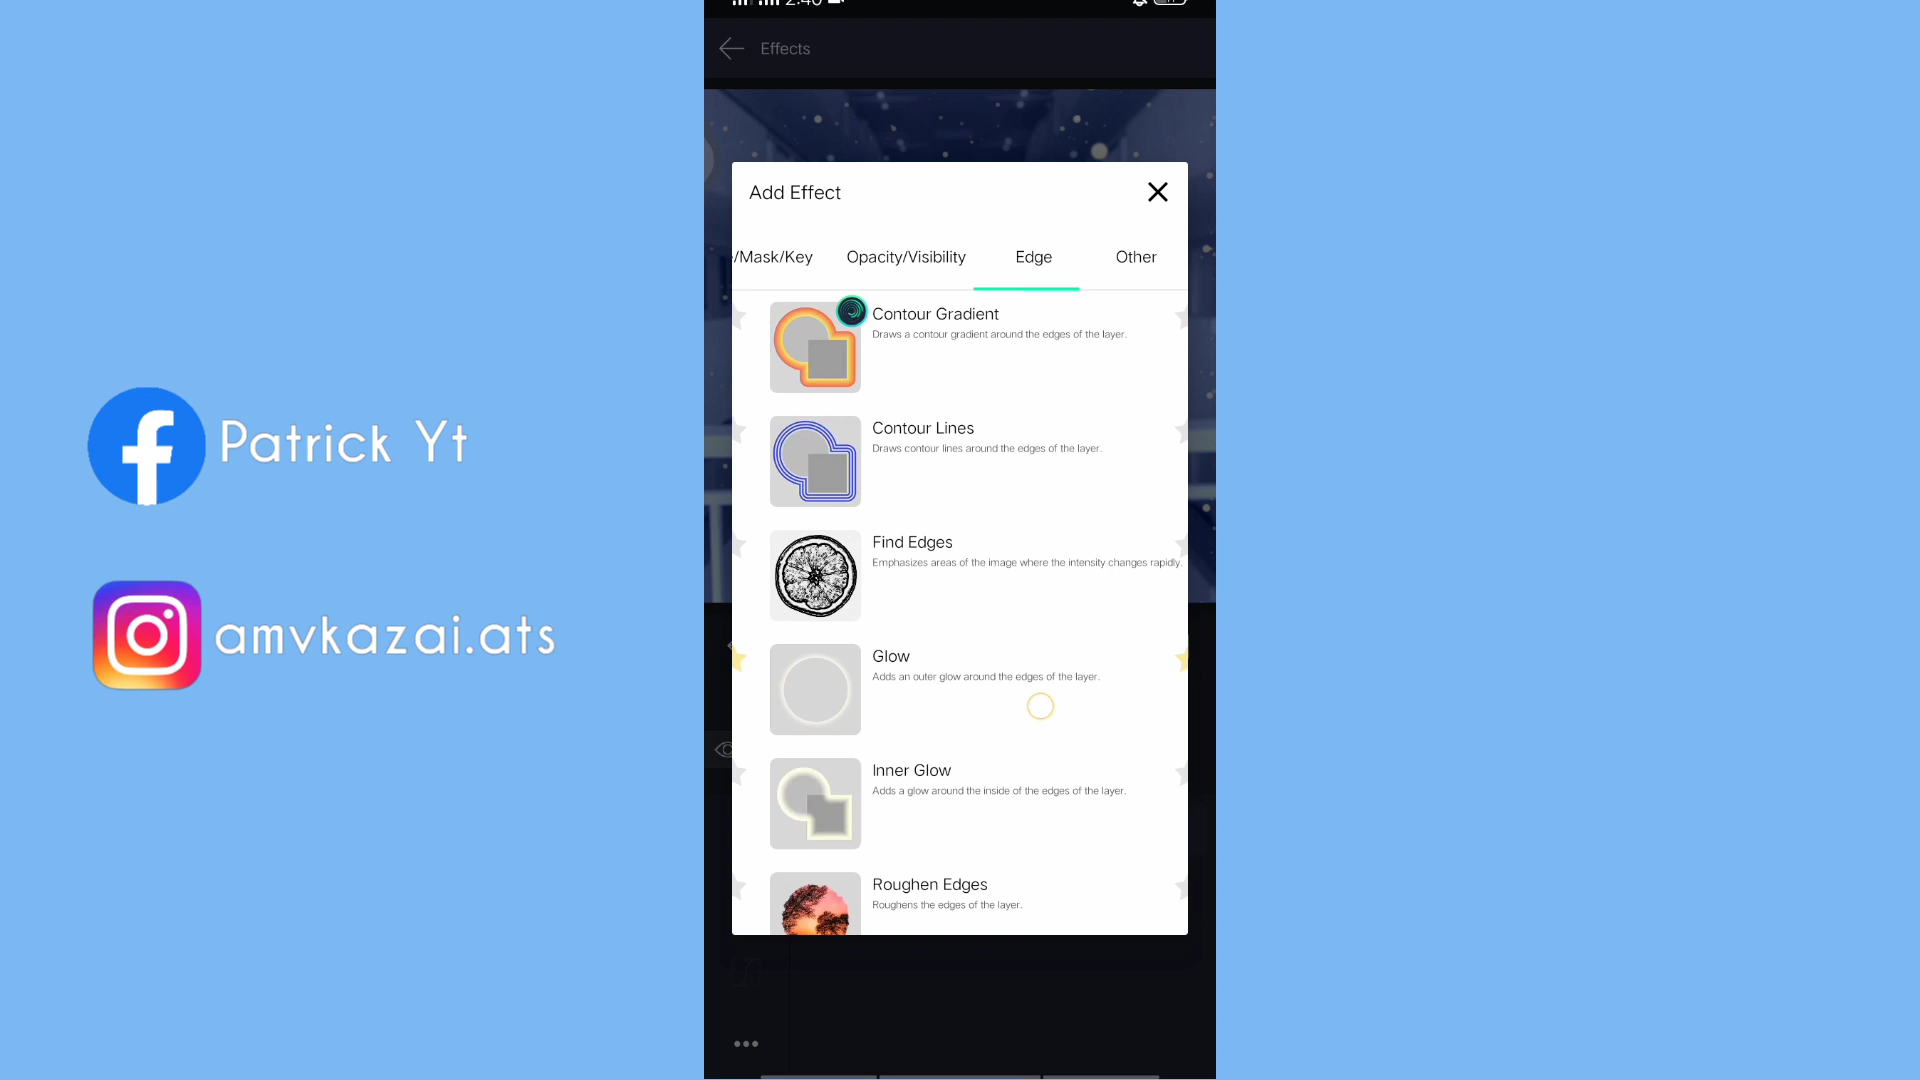 2:40
Effects
Add Effect
/Mask/Key
Opacity/Visibility
Edge
Other
Contour Gradient
Draws a contour gradient around the edges of the layer.
Contour Lines
Draws contour lines around the edges of the layer.
Find Edges
Emphasizes areas of the image where the intensity changes rapidly.
Glow
Adds an outer glow around the edges of the layer.
Inner Glow
Adds a glow around the inside of the edges of the layer.
Roughen Edges
Roughens the edges of the layer.
Patrick Yt
amvkazai.ats